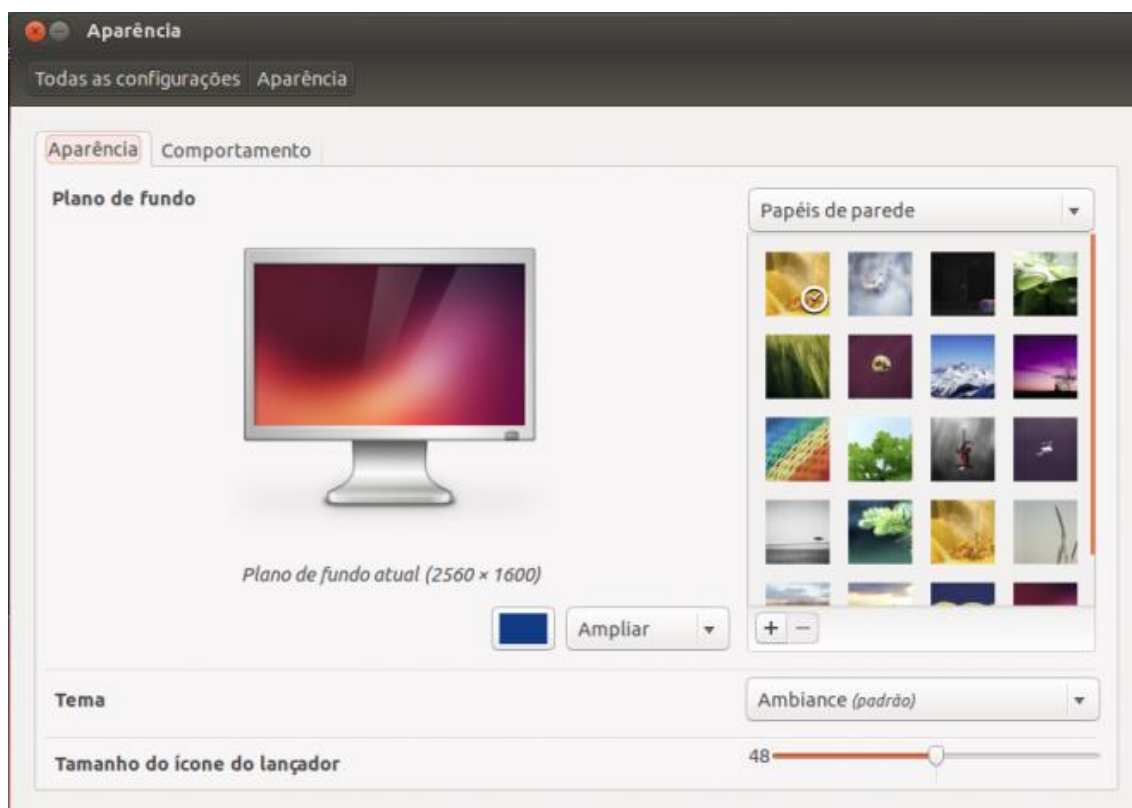 Aparência
Todas as configurações Aparência
Aparência Comportamento
Plano de fundo
Papéis de parede
Plano de fundo atual (2560 × 1600)
Ampliar
+ −
Tema
Ambiance (padrão)
Tamanho do ícone do lançador
48